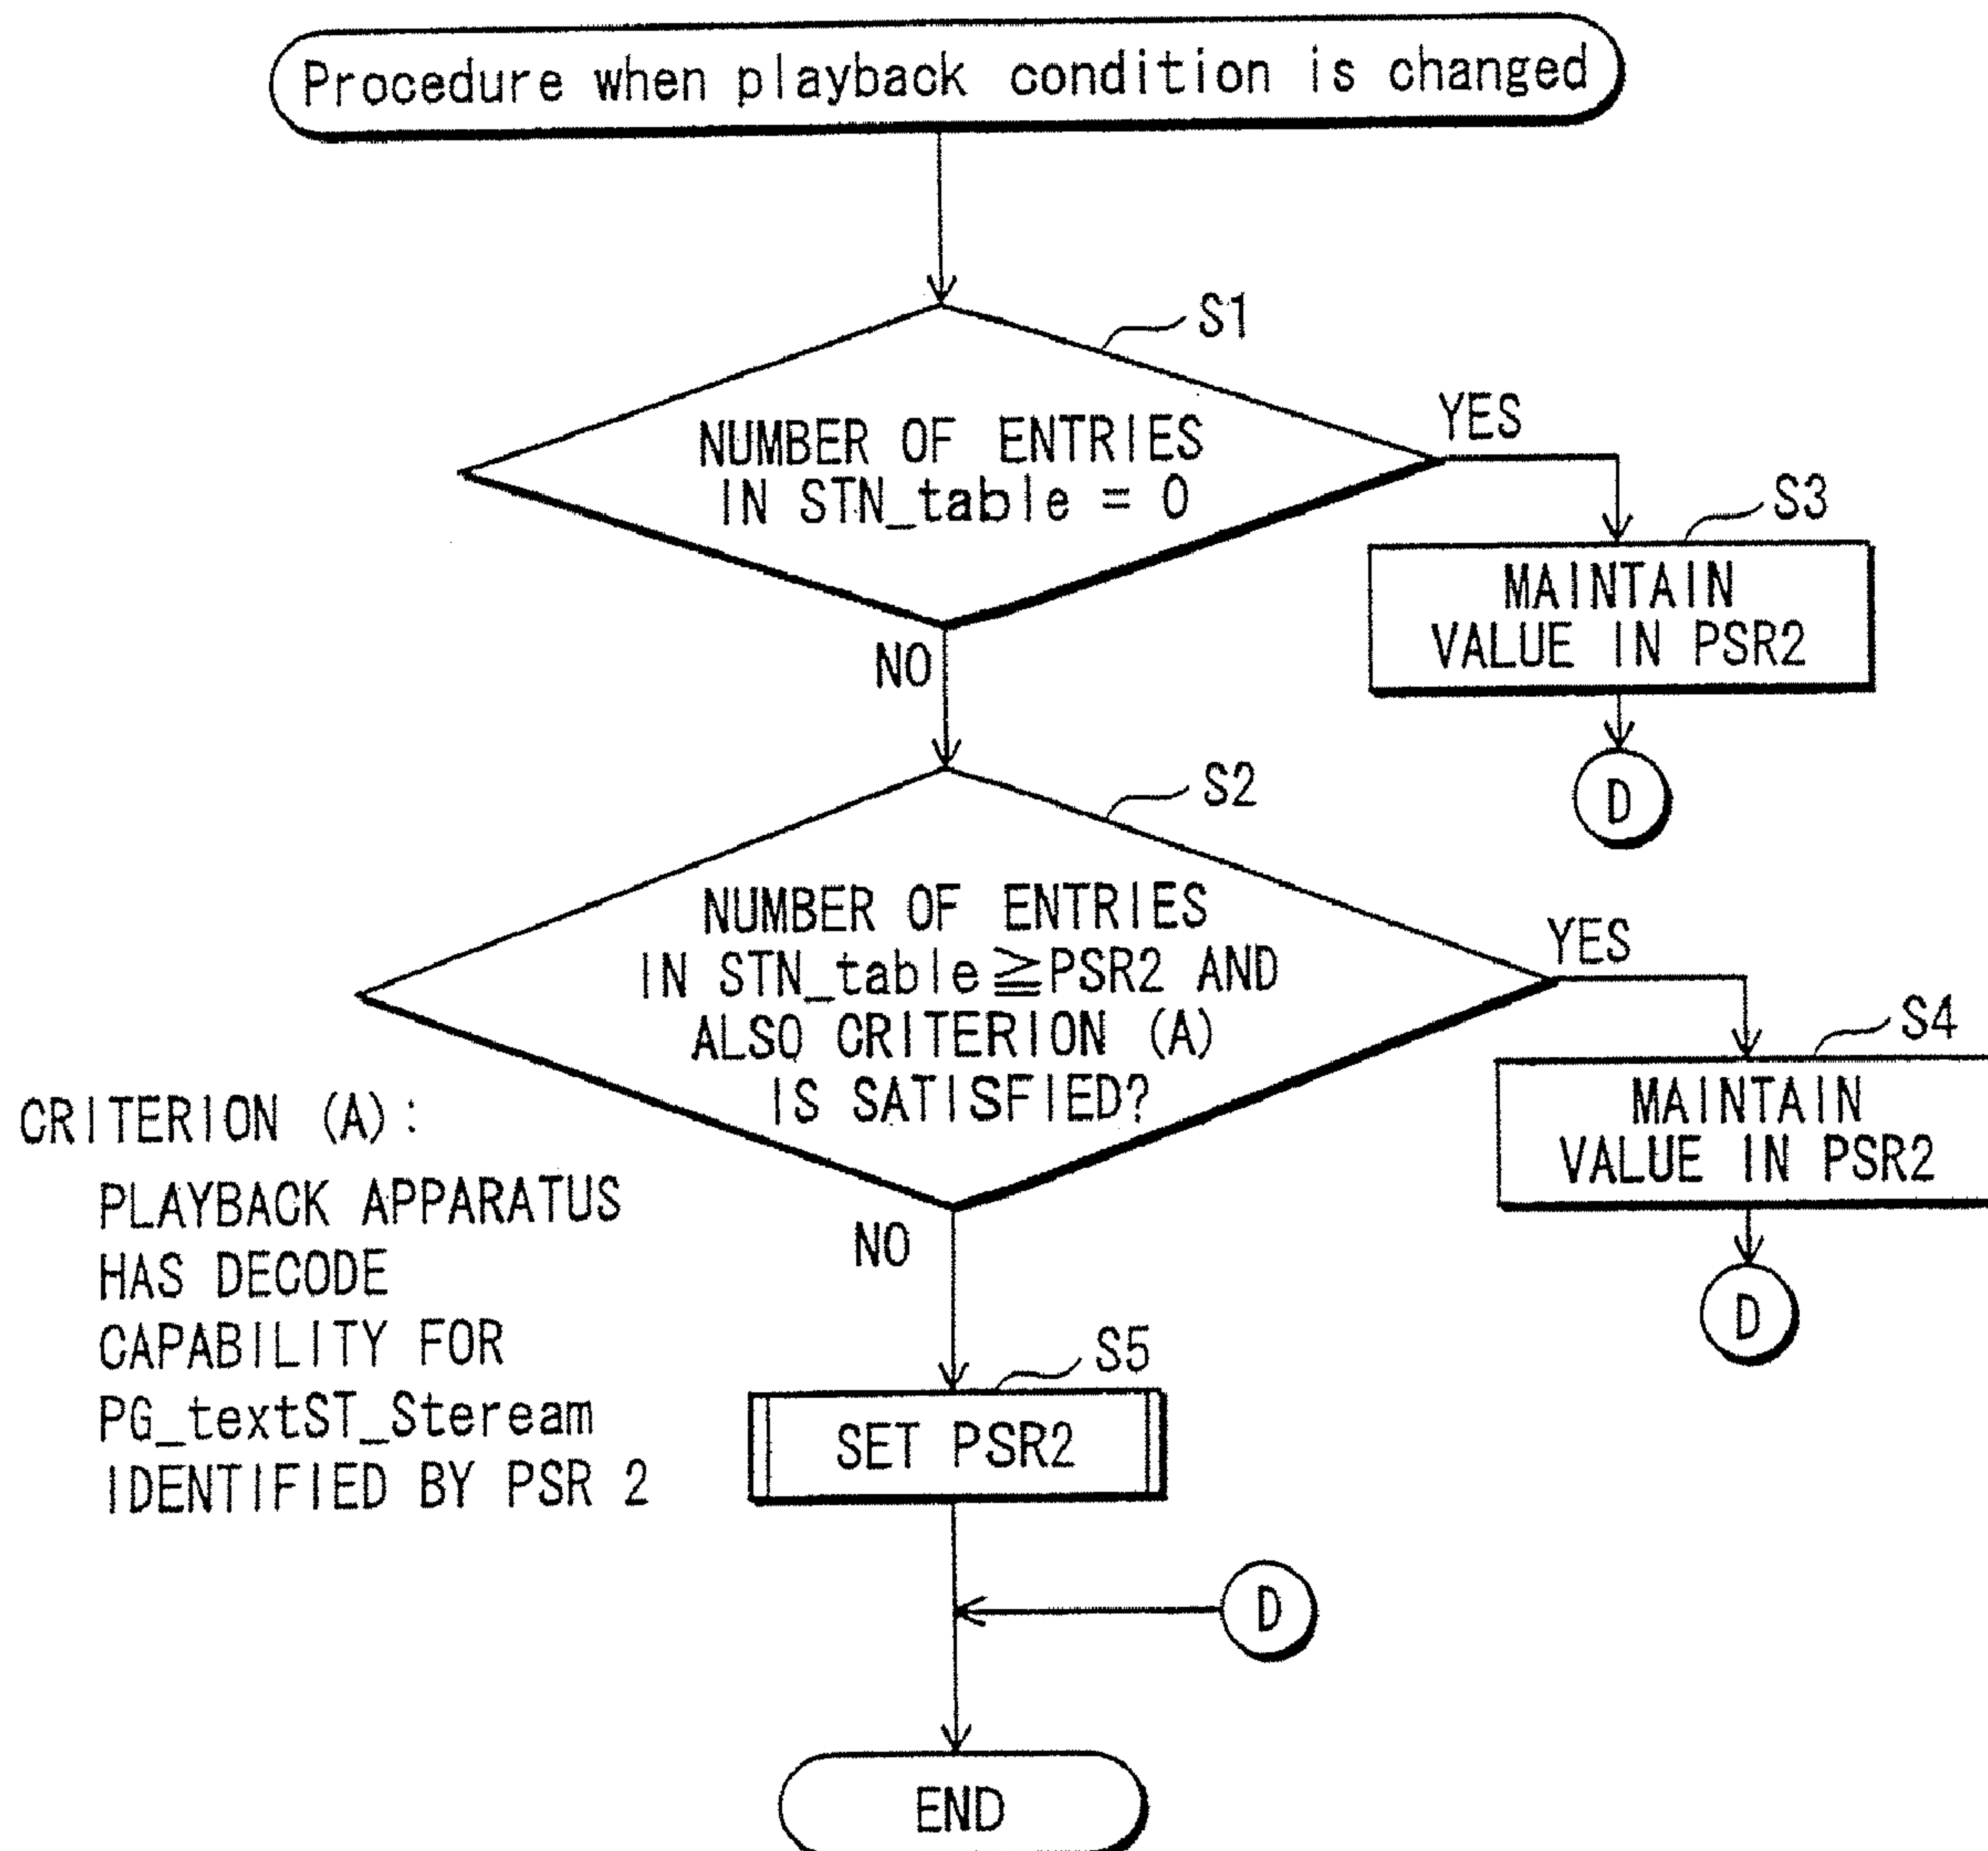 Procedure when playback condition is changed
S1
NUMBER OF ENTRIES
IN STN_table = 0
YES
S3
MAINTAIN
VALUE IN PSR2
NO
D
S2
NUMBER OF ENTRIES
IN STN_table≧PSR2 AND
ALSO CRITERION (A)
IS SATISFIED?
YES
S4
MAINTAIN
VALUE IN PSR2
CRITERION (A):
PLAYBACK APPARATUS
HAS DECODE
CAPABILITY FOR
PG_textST_Steream
IDENTIFIED BY PSR 2
NO
D
S5
SET PSR2
D
END